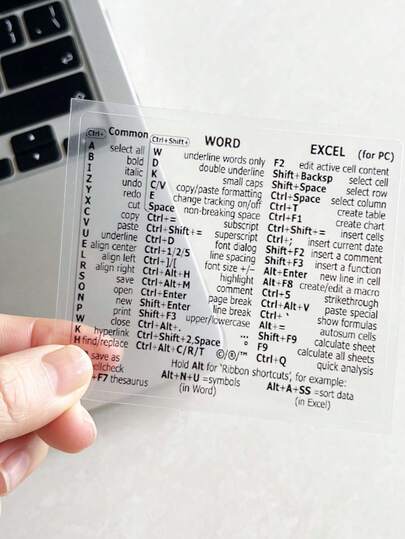 Ctrl+ Common
A select all
B bold
I italic
Z undo
Y redo
X cut
C copy
V paste
U underline
E align center
L align left
R align right
S save
O open
N new
P print
W close
K hyperlink
H find/replace
save as
+F7 thesaurus
Ctrl+Shift+ WORD
W underline words only
D double underline
K small caps
C/V copy/paste formatting
E change tracking on/off
Space non-breaking space
Ctrl+= subscript
Ctrl+Shift+= superscript
Ctrl+D font dialog
Ctrl+1/2/5 line spacing
Ctrl+]/[ font size +/–
Ctrl+Alt+H highlight
Ctrl+Alt+M comment
Ctrl+Enter page break
Shift+Enter line break
Shift+F3 upper/lowercase
Ctrl+Alt+. ...
Ctrl+Shift+2,Space °
Ctrl+Alt+C/R/T ©/®/™
EXCEL (for PC)
F2 edit active cell content
Shift+Backsp select cell
Shift+Space select row
Ctrl+Space select column
Ctrl+T create table
Ctrl+F1 create chart
Ctrl+Shift+= insert cells
Ctrl+; insert current date
Shift+F2 insert a comment
Shift+F3 insert a function
Alt+Enter new line in cell
Alt+F8 create/edit a macro
Ctrl+5 strikethrough
Ctrl+Alt+V paste special
Ctrl+` show formulas
Alt+= autosum cells
Shift+F9 calculate sheet
F9 calculate all sheets
Ctrl+Q quick analysis
Hold Alt for 'Ribbon shortcuts', for example:
Alt+N+U =symbols
(in Word)
Alt+A+SS =sort data
(in Excel)